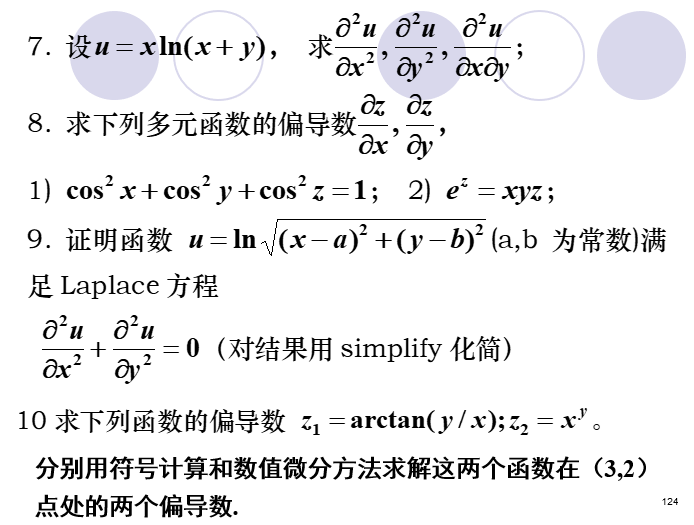 7. 设u = x ln(x + y)， 求∂²u/∂x², ∂²u/∂y², ∂²u/∂x∂y；
8. 求下列多元函数的偏导数∂z/∂x, ∂z/∂y，
1) cos² x + cos² y + cos² z = 1； 2) eᶻ = xyz；
9. 证明函数 u = ln √((x − a)² + (y − b)²) (a,b 为常数)满
足 Laplace 方程
∂²u/∂x² + ∂²u/∂y² = 0（对结果用 simplify 化简）
10 求下列函数的偏导数 z₁ = arctan( y / x); z₂ = xʸ。
分别用符号计算和数值微分方法求解这两个函数在（3,2）
点处的两个偏导数.
124